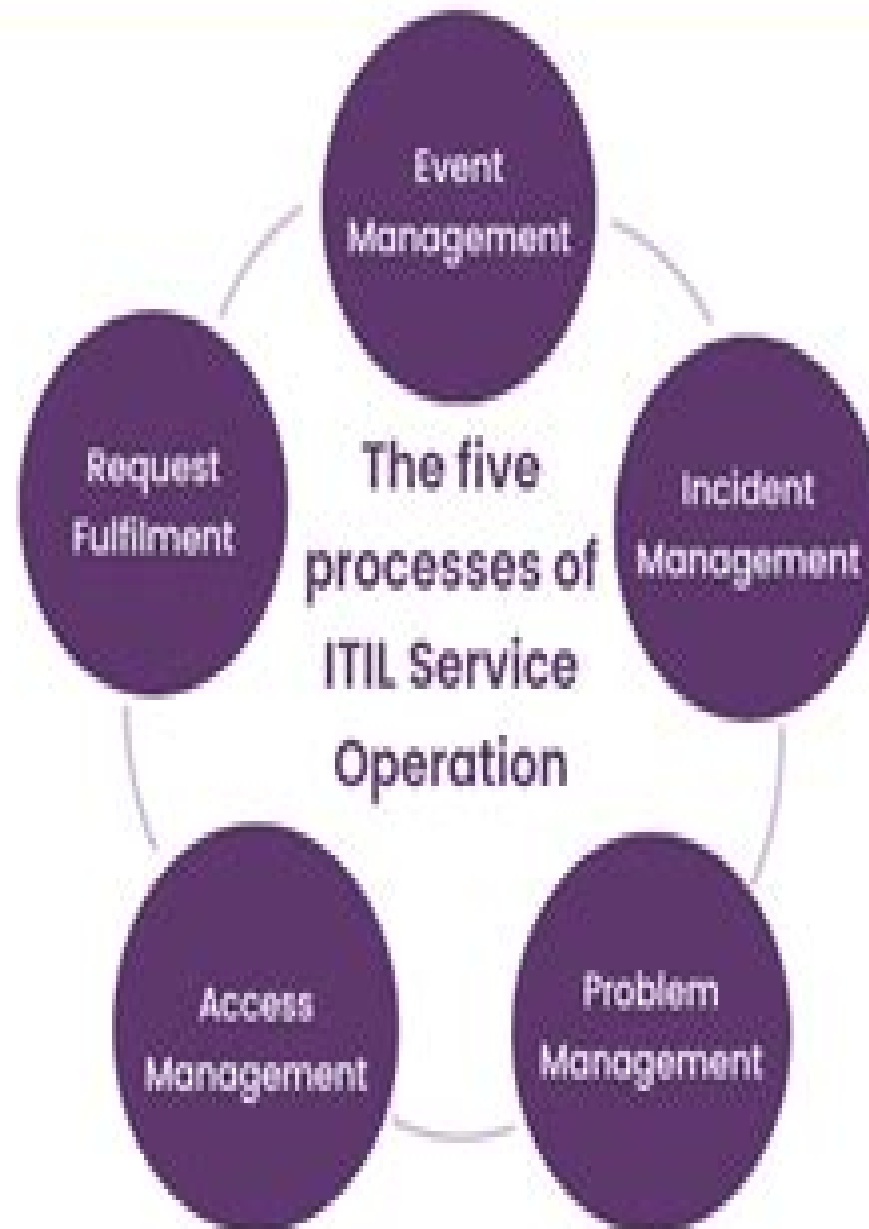 Event
Management
Request
Fulfilment
The five
processes of
ITIL Service
Operation
Incident
Management
Access
Management
Problem
Management